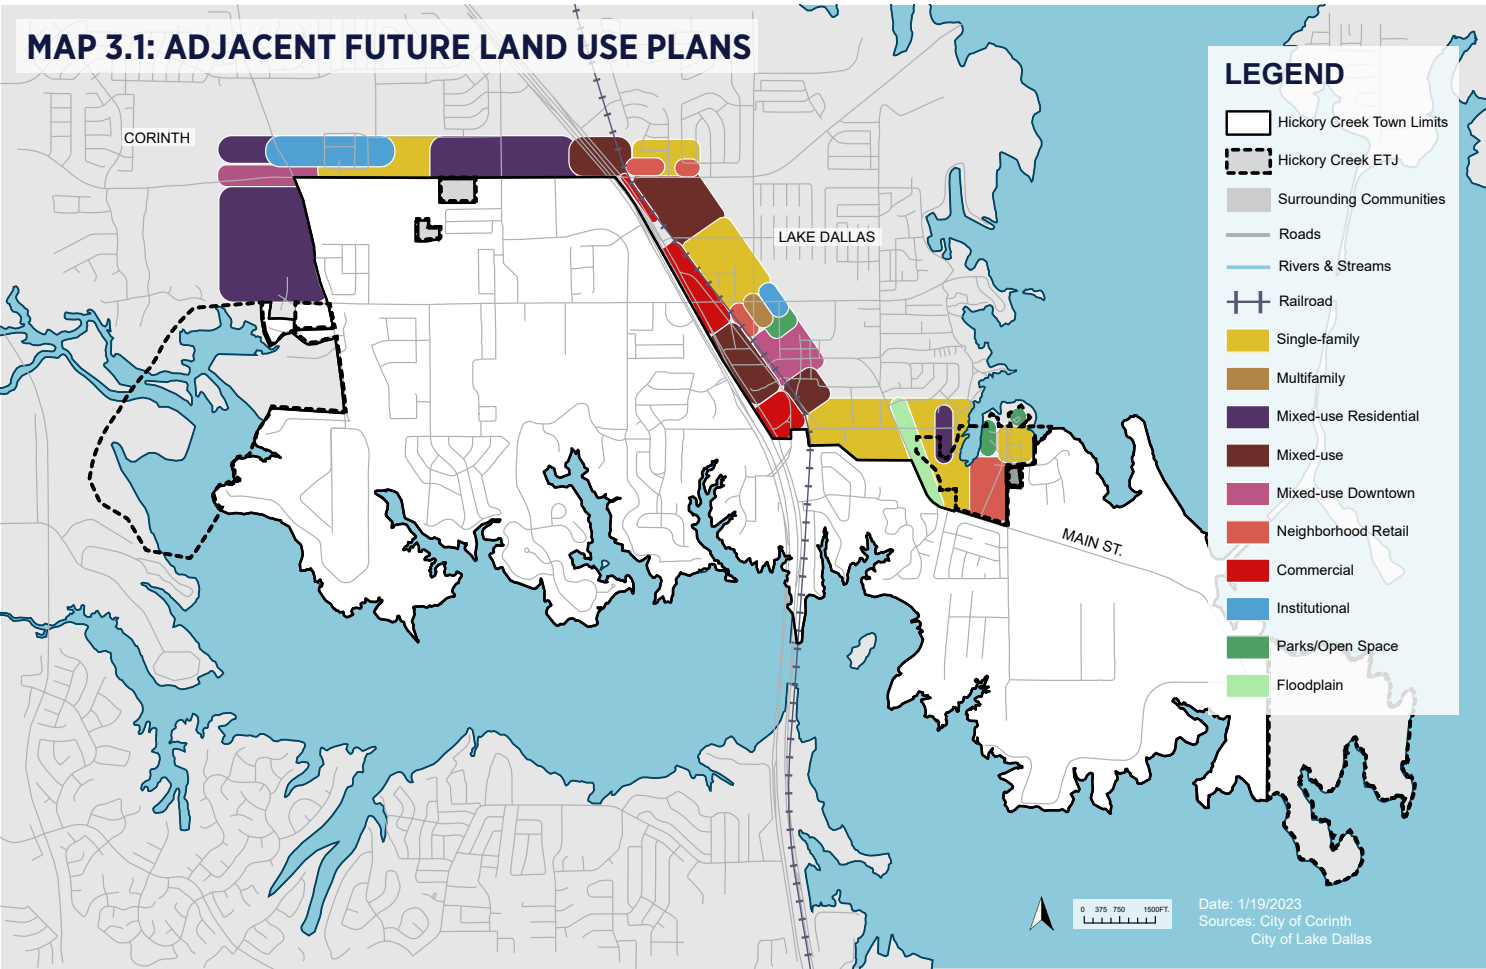 MAP 3.1: ADJACENT FUTURE LAND USE PLANS
CORINTH
LAKE DALLAS
MAIN ST.
LEGEND
Hickory Creek Town Limits
Hickory Creek ETJ
Surrounding Communities
Roads
Rivers & Streams
Railroad
Single-family
Multifamily
Mixed-use Residential
Mixed-use
Mixed-use Downtown
Neighborhood Retail
Commercial
Institutional
Parks/Open Space
Floodplain
0 375 750 1500FT.
Date: 1/19/2023
Sources: City of Corinth
City of Lake Dallas